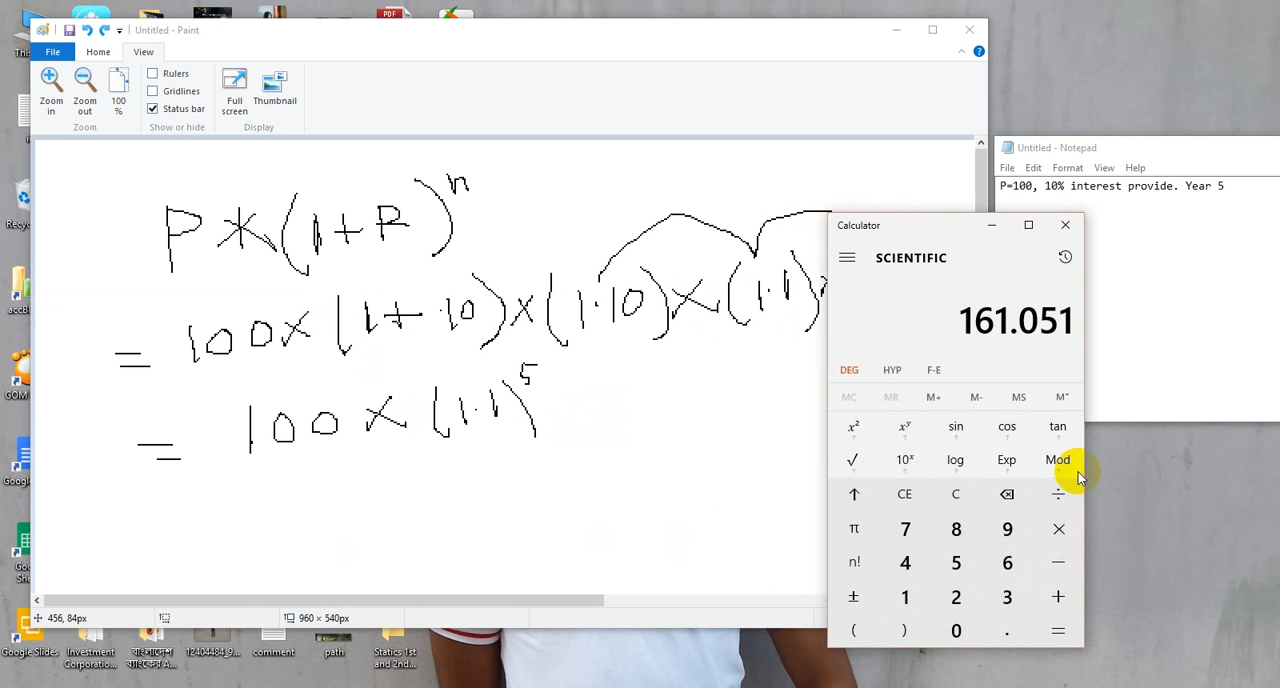 PDF
Untitled - Paint
File Home View
Zoom in
Zoom out
100 %
Rulers
Gridlines
Status bar
Full screen
Thumbnail
Zoom
Show or hide
Display
P*(1+R)^n
= 100×(1+.10)×(1.10)×(1.1)
= 100×(1.1)^5
456, 84px
960 × 540px
Untitled - Notepad
File Edit Format View Help
P=100, 10% interest provide. Year 5
Calculator
SCIENTIFIC
161.051
DEG HYP F-E
MC MR M+ M- MS M˅
x² xʸ sin cos tan
√ 10ˣ log Exp Mod
↑ CE C ⌫ ÷
π 7 8 9 ×
n! 4 5 6 −
± 1 2 3 +
( ) 0 . =
Google Slides
Investment Corporatio...
বাংলাদেশ ব্যাংকের A...
12404484_9...
comment
path
Statics 1st and 2nd...